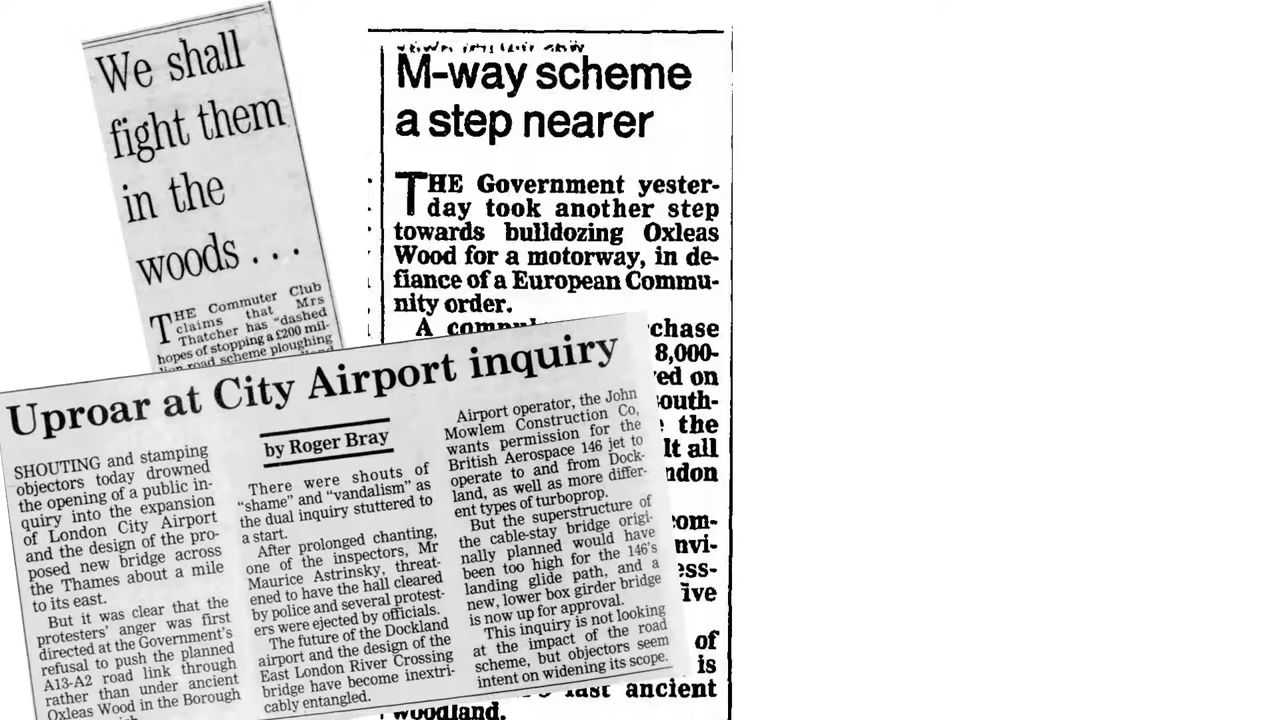 We shall
fight them
in the
woods . . .
THE Commuter Club
claims that Mrs
Thatcher has "dashed
hopes of stopping a £200 mil-
lion road scheme ploughing
M-way scheme
a step nearer
THE Government yester-
day took another step
towards bulldozing Oxleas
Wood for a motorway, in de-
fiance of a European Commu-
nity order.
A chase
8,000-
on
the
all
of
is
last ancient
woodland.
Uproar at City Airport inquiry
by Roger Bray
SHOUTING and stamping
objectors today drowned
the opening of a public in-
quiry into the expansion
of London City Airport
and the design of the pro-
posed new bridge across
the Thames about a mile
to its east.
But it was clear that the
protesters' anger was first
directed at the Government's
refusal to push the planned
A13-A2 road link through
rather than under ancient
Oxleas Wood in the Borough
There were shouts of
"shame" and "vandalism" as
the dual inquiry stuttered to
a start.
After prolonged chanting,
one of the inspectors, Mr
Maurice Astrinsky, threat-
ened to have the hall cleared
by police and several protest-
ers were ejected by officials.
The future of the Dockland
airport and the design of the
East London River Crossing
bridge have become inextri-
cably entangled.
Airport operator, the John
Mowlem Construction Co,
wants permission for the
British Aerospace 146 jet to
operate to and from Dock-
land, as well as more differ-
ent types of turboprop.
But the superstructure of
the cable-stay bridge origi-
nally planned would have
been too high for the 146's
landing glide path, and a
new, lower box girder bridge
is now up for approval.
This inquiry is not looking
at the impact of the road
scheme, but objectors seem
intent on widening its scope.